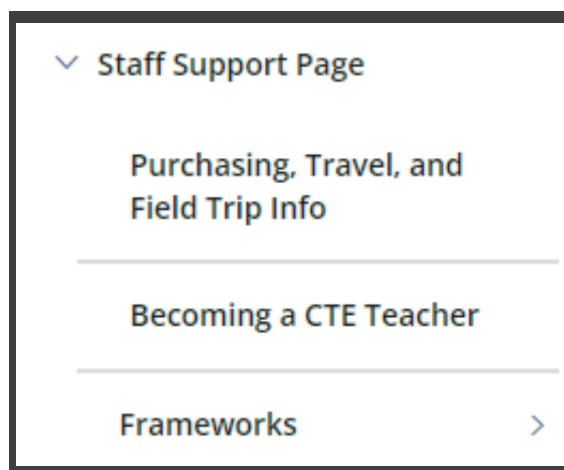 Staff Support Page
Purchasing, Travel, and
Field Trip Info
Becoming a CTE Teacher
Frameworks